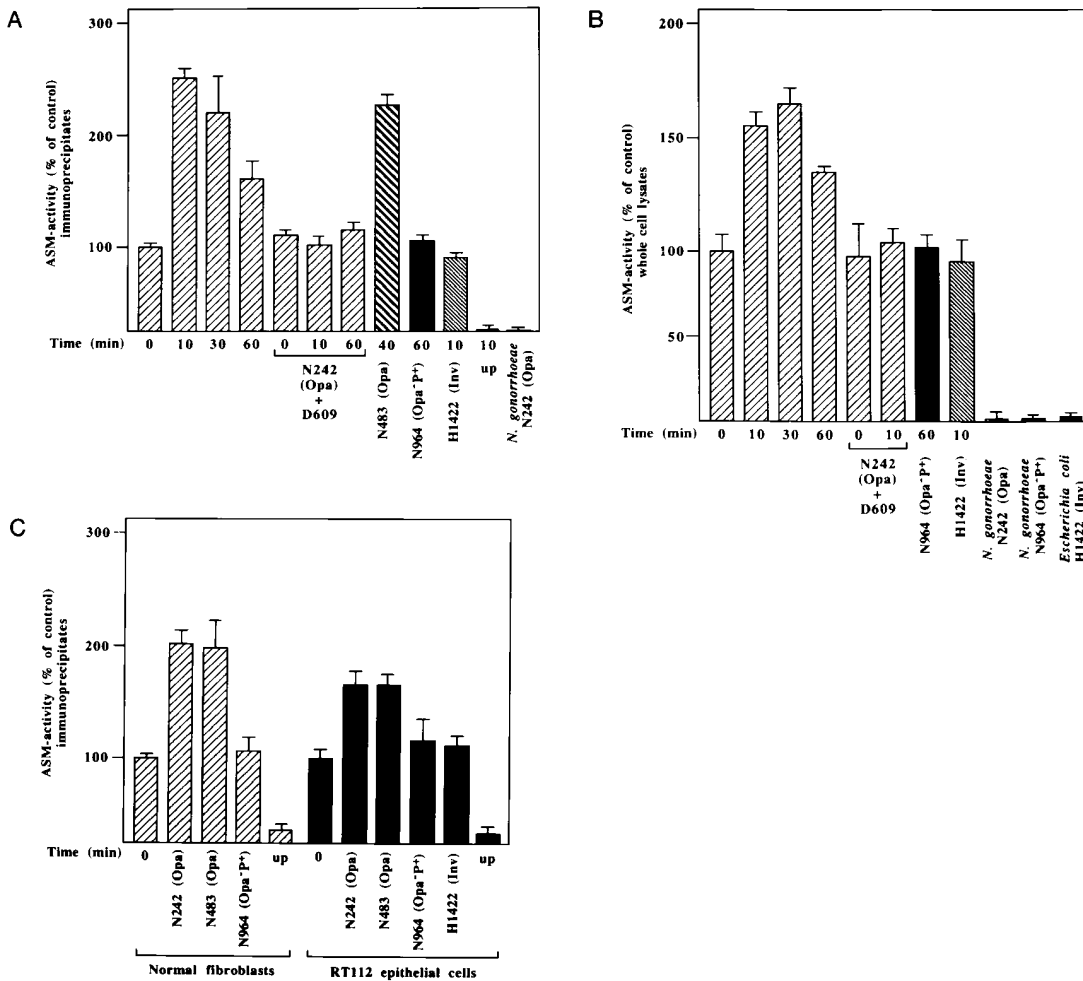 A
ASM-activity (% of control)
immunoprecipitates
300
200
100
Time (min)
0 10 30 60 0 10 60 40 60 10 10
N242
(Opa)
+
D609
N483 (Opa)
N964 (Opa⁻P⁺)
H1422 (Inv)
up
N. gonorrhoeae
N242 (Opa)
B
ASM-activity (% of control)
whole cell lysates
200
150
100
50
Time (min)
0 10 30 60 0 10 60 10
N242
(Opa)
+
D609
N964 (Opa⁻P⁺)
H1422 (Inv)
N. gonorrhoeae
N242 (Opa)
N. gonorrhoeae
N964 (Opa⁻P⁺)
Escherichia coli
H1422 (Inv)
C
ASM-activity (% of control)
immunoprecipitates
300
200
100
Time (min)
0
N242 (Opa)
N483 (Opa)
N964 (Opa⁻P⁺)
up
0
N242 (Opa)
N483 (Opa)
N964 (Opa⁻P⁺)
H1422 (Inv)
up
Normal fibroblasts
RT112 epithelial cells